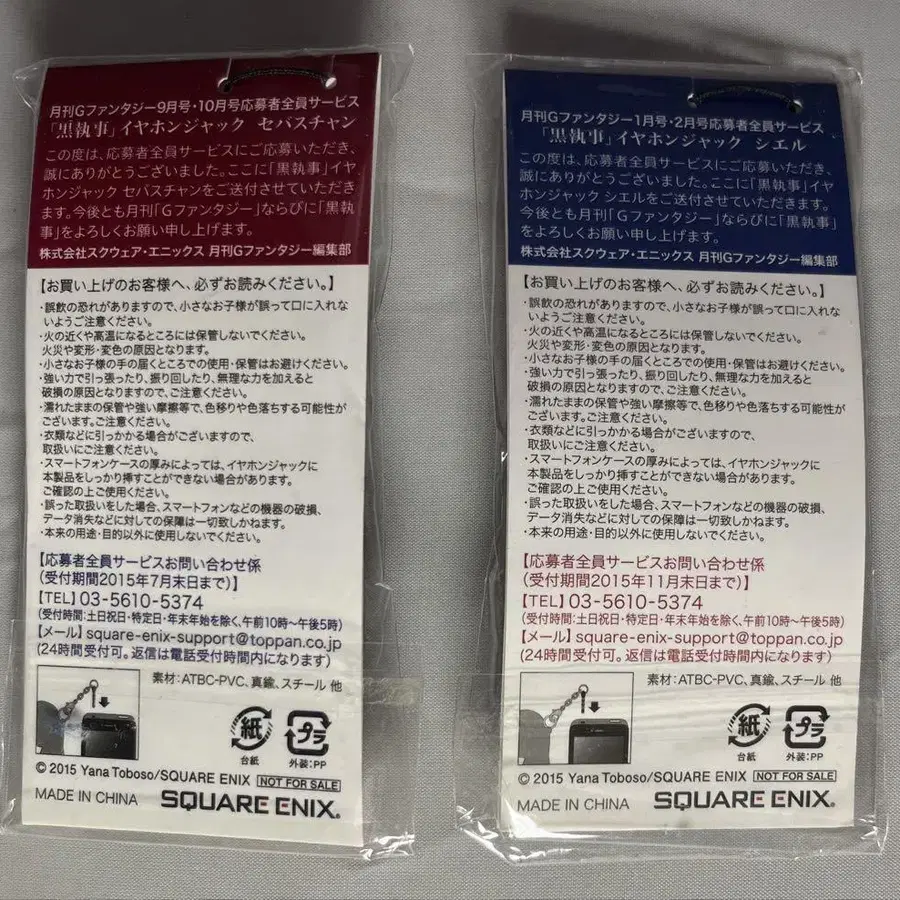 月刊Gファンタジー9月号・10月号応募者全員サービス
「黒執事」イヤホンジャック セバスチャン
この度は、応募者全員サービスにご応募いただき、
誠にありがとうございました。ここに「黒執事」イヤ
ホンジャック セバスチャンをご送付させていただき
ます。今後とも月刊「Gファンタジー」ならびに「黒執
事」をよろしくお願い申し上げます。
株式会社スクウェア・エニックス 月刊Gファンタジー編集部
【お買い上げのお客様へ、必ずお読みください。】
・誤飲の恐れがありますので、小さなお子様が誤って口に入れな
いようご注意ください。
・火の近くや高温になるところには保管しないでください。
火災や変形・変色の原因となります。
・小さなお子様の手の届くところでの使用・保管はお避けください。
・強い力で引っ張ったり、振り回したり、無理な力を加えると
破損の原因となりますので、ご注意ください。
・濡れたままの保管や強い摩擦等で、色移りや色落ちする可能性が
ございます。ご注意ください。
・衣類などに引っかかる場合がございますので、
取扱いにご注意ください。
・スマートフォンケースの厚みによっては、イヤホンジャックに
本製品をしっかり挿すことができない場合があります。
ご確認の上ご使用ください。
・誤った取扱いをした場合、スマートフォンなどの機器の破損、
データ消失などに対しての保障は一切致しかねます。
・本来の用途・目的以外に使用しないでください。
【応募者全員サービスお問い合わせ係
(受付期間2015年7月末日まで)】
【TEL】03-5610-5374
(受付時間:土日祝日・特定日・年末年始を除く、午前10時~午後5時)
【メール】square-enix-support@toppan.co.jp
(24時間受付可。返信は電話受付時間内になります)
素材:ATBC-PVC、真鍮、スチール 他
紙
台紙
プラ
外装:PP
© 2015 Yana Toboso/SQUARE ENIX NOT FOR SALE
MADE IN CHINA SQUARE ENIX.
月刊Gファンタジー1月号・2月号応募者全員サービス
「黒執事」イヤホンジャック シエル
この度は、応募者全員サービスにご応募いただき、
誠にありがとうございました。ここに「黒執事」イヤ
ホンジャック シエルをご送付させていただきます。
今後とも月刊「Gファンタジー」ならびに「黒執事」
をよろしくお願い申し上げます。
株式会社スクウェア・エニックス 月刊Gファンタジー編集部
【お買い上げのお客様へ、必ずお読みください。】
・誤飲の恐れがありますので、小さなお子様が誤って口に入れな
いようご注意ください。
・火の近くや高温になるところには保管しないでください。
火災や変形・変色の原因となります。
・小さなお子様の手の届くところでの使用・保管はお避けください。
・強い力で引っ張ったり、振り回したり、無理な力を加えると
破損の原因となりますので、ご注意ください。
・濡れたままの保管や強い摩擦等で、色移りや色落ちする可能性が
ございます。ご注意ください。
・衣類などに引っかかる場合がございますので、
取扱いにご注意ください。
・スマートフォンケースの厚みによっては、イヤホンジャックに
本製品をしっかり挿すことができない場合があります。
ご確認の上ご使用ください。
・誤った取扱いをした場合、スマートフォンなどの機器の破損、
データ消失などに対しての保障は一切致しかねます。
・本来の用途・目的以外に使用しないでください。
【応募者全員サービスお問い合わせ係
(受付期間2015年11月末日まで)】
【TEL】03-5610-5374
(受付時間:土日祝日・特定日・年末年始を除く、午前10時~午後5時)
【メール】square-enix-support@toppan.co.jp
(24時間受付可。返信は電話受付時間内になります)
素材:ATBC-PVC、真鍮、スチール 他
紙
台紙
プラ
外装:PP
© 2015 Yana Toboso/SQUARE ENIX NOT FOR SALE
MADE IN CHINA SQUARE ENIX.